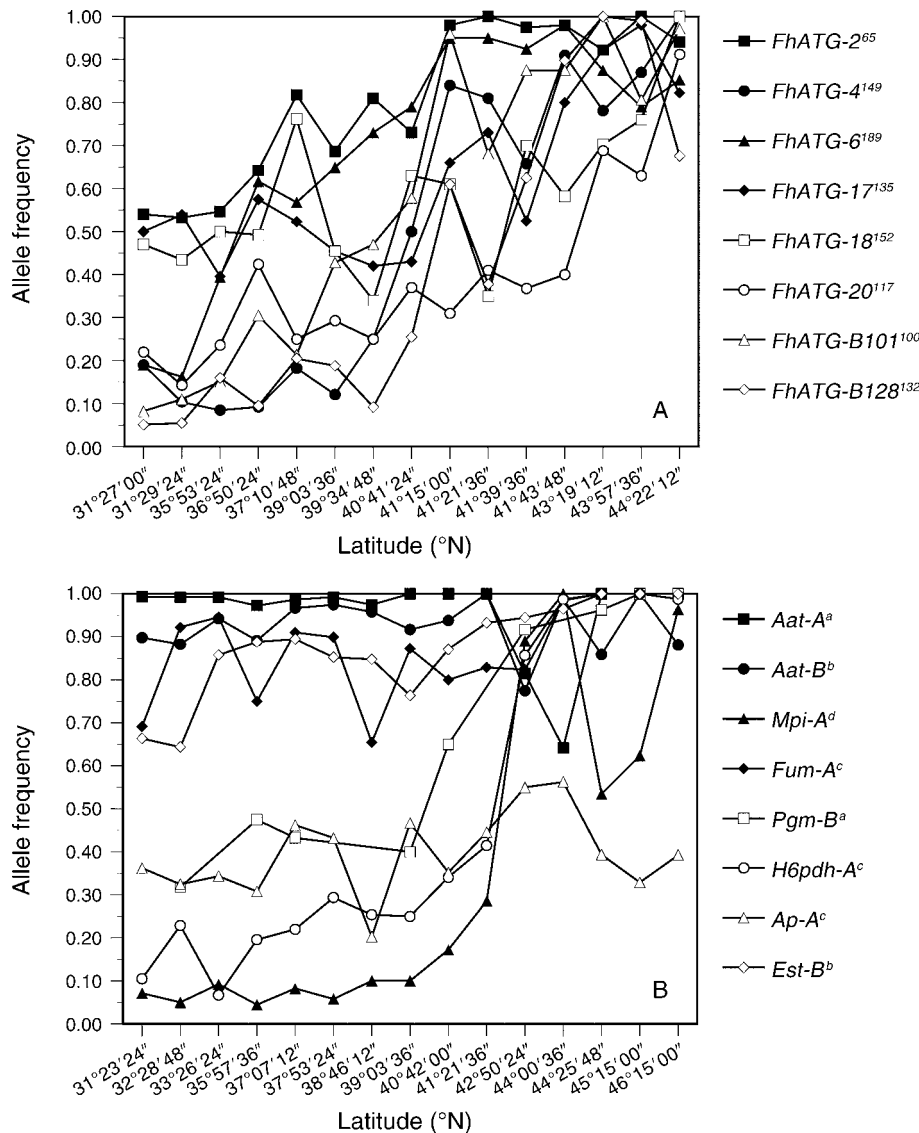 1.00
0.90
0.80
0.70
0.60
0.50
0.40
0.30
0.20
0.10
0.00
Allele frequency
A
31°27′00″
31°29′24″
35°53′24″
36°50′24″
37°10′48″
39°03′36″
39°34′48″
40°41′24″
41°15′00″
41°21′36″
41°39′36″
41°43′48″
43°19′12″
43°57′36″
44°22′12″
Latitude (°N)
FhATG-2⁶⁵
FhATG-4¹⁴⁹
FhATG-6¹⁸⁹
FhATG-17¹³⁵
FhATG-18¹⁵²
FhATG-20¹¹⁷
FhATG-B101¹⁰⁰
FhATG-B128¹³²
1.00
0.90
0.80
0.70
0.60
0.50
0.40
0.30
0.20
0.10
0.00
Allele frequency
B
31°23′24″
32°28′48″
33°26′24″
35°57′36″
37°07′12″
37°53′24″
38°46′12″
39°03′36″
40°42′00″
41°21′36″
42°50′24″
44°00′36″
44°25′48″
45°15′00″
46°15′00″
Latitude (°N)
Aat-Aᵃ
Aat-Bᵇ
Mpi-Aᵈ
Fum-Aᶜ
Pgm-Bᵃ
H6pdh-Aᶜ
Ap-Aᶜ
Est-Bᵇ